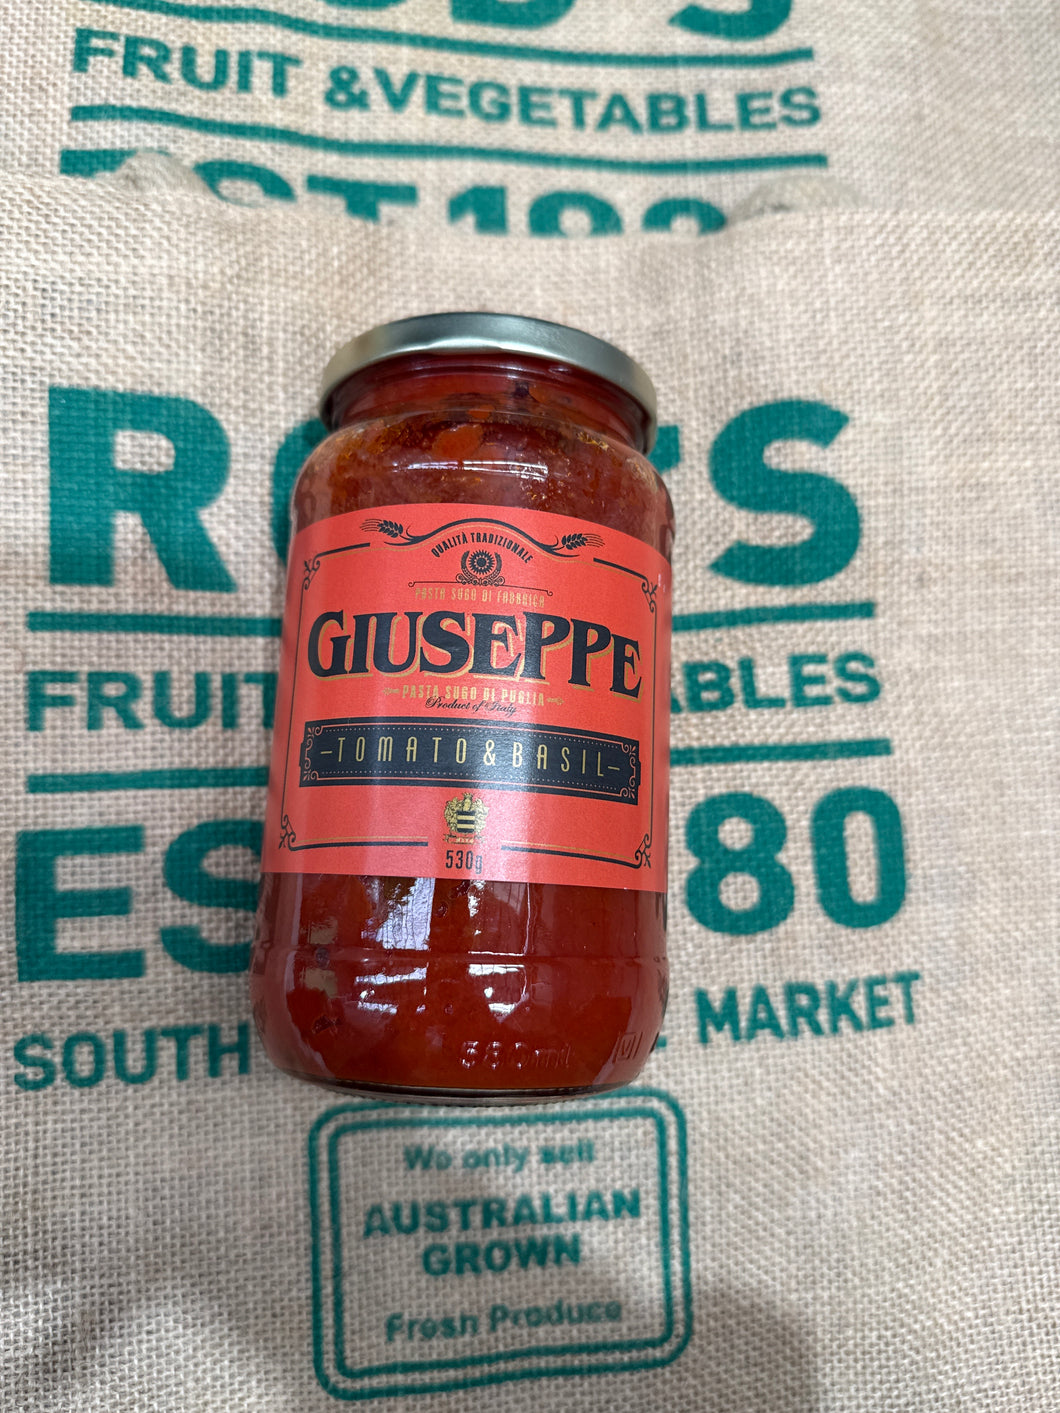 FRUIT &VEGETABLES
QUALITÀ TRADIZIONALE
PASTA SUGO DI FABBRICA
GIUSEPPE
PASTA SUGO DI PUGLIA
Product of Italy
TOMATO & BASIL
530g
580ml
FRUIT
ABLES
80
SOUTH
MARKET
We only sell
AUSTRALIAN
GROWN
Fresh Produce